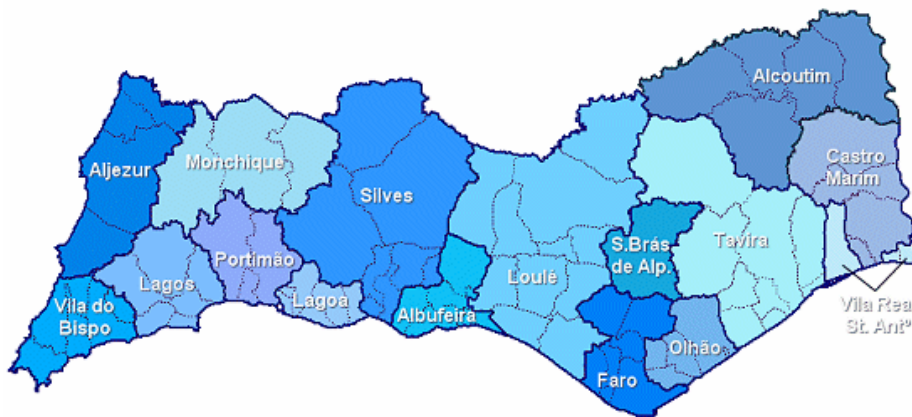 Alcoutim
Aljezur
Monchique
Castro
Marim
Silves
S.Brás
de Alp.
Tavira
Portimão
Lagos
Loulé
Lagoa
Vila do
Bispo
Albufeira
Vila Rea
St. Antº
Olhão
Faro